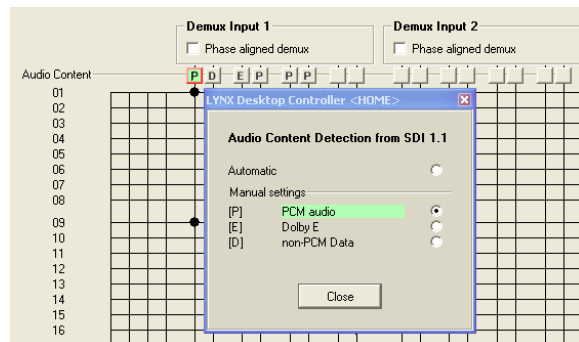 Demux Input 1 Demux Input 2
Phase aligned demux Phase aligned demux
Audio Content P D E P P P
01
LYNX Desktop Controller <HOME>
02
03
04
Audio Content Detection from SDI 1.1
05
06
Automatic
07
Manual settings
08
[P] PCM audio
09
[E] Dolby E
10
[D] non-PCM Data
11
12
13
14
Close
15
16